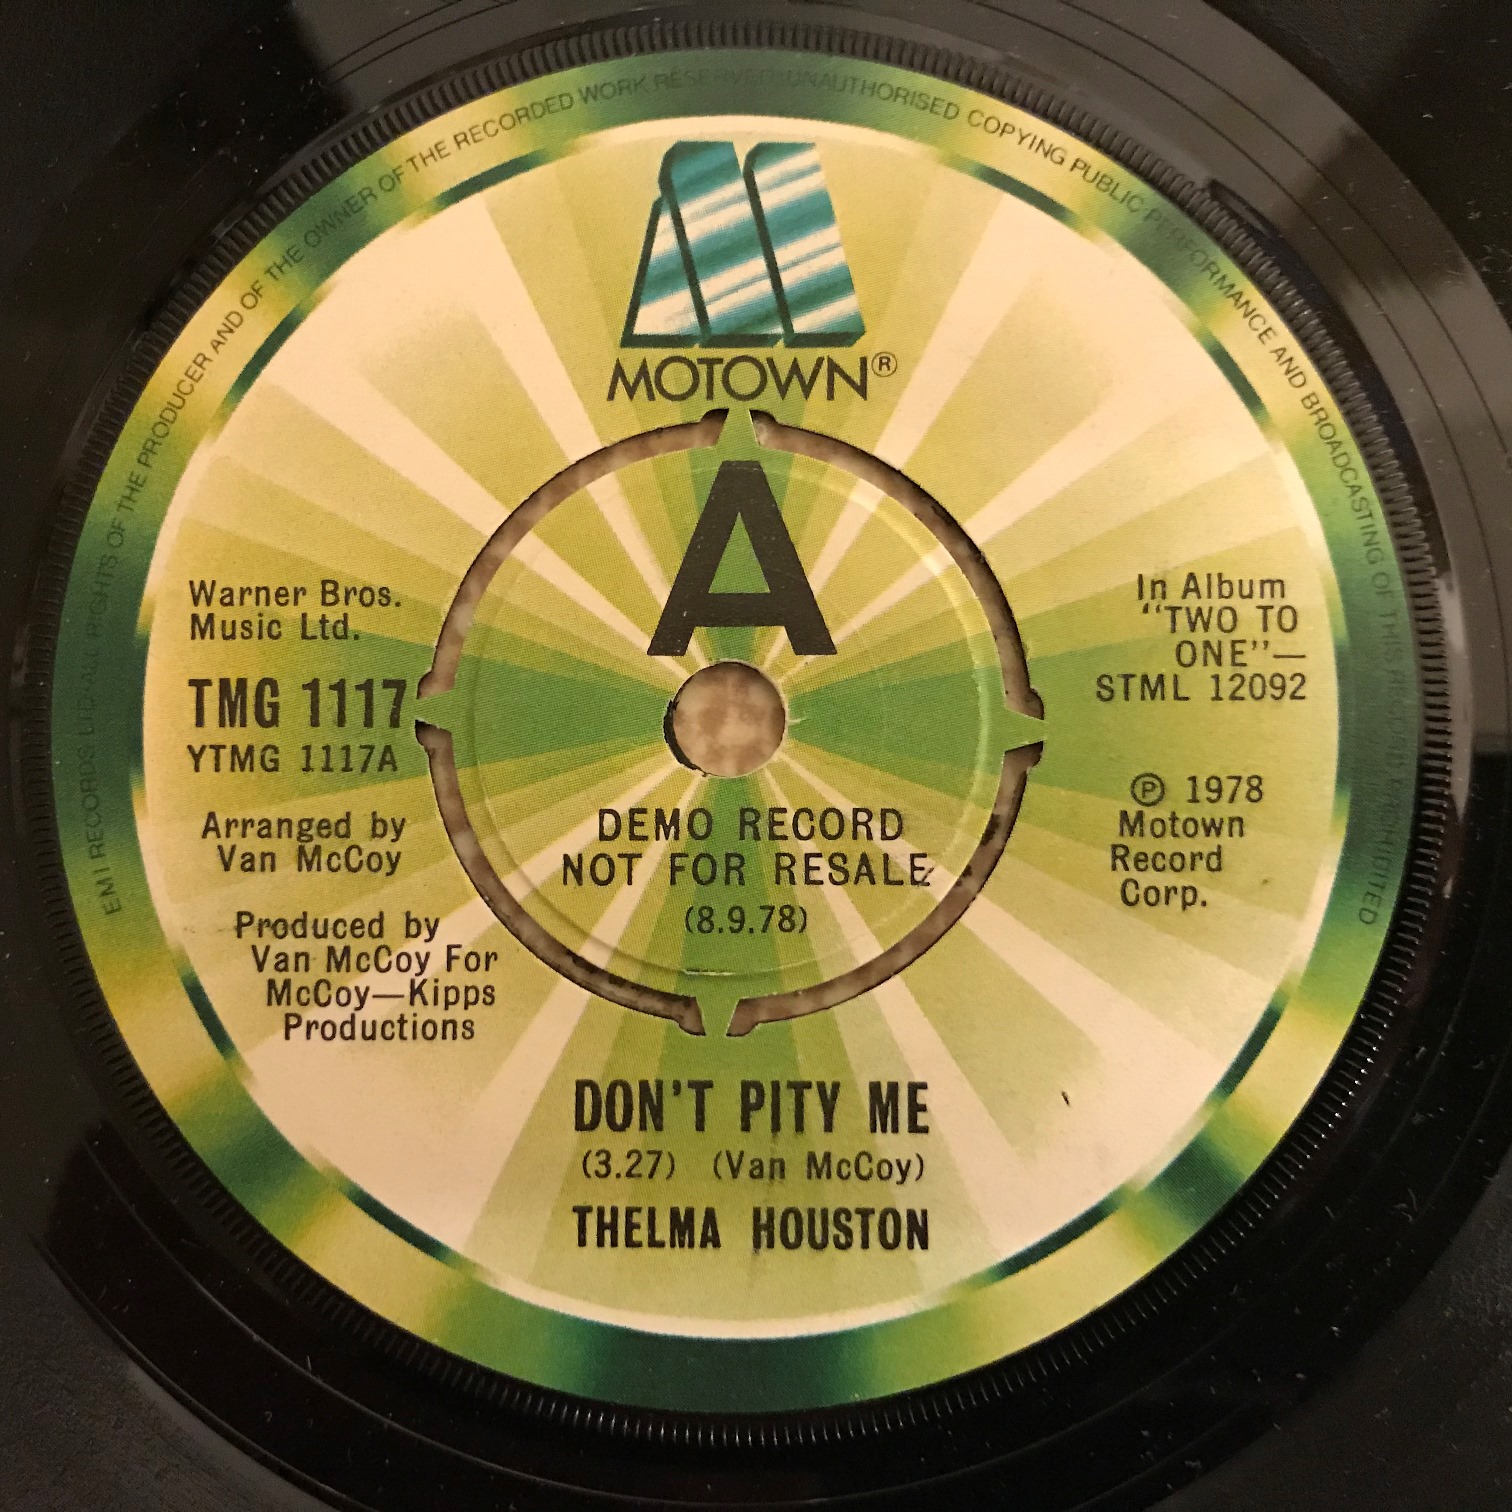 EMI RECORDS LTD·ALL RIGHTS OF THE PRODUCER AND OF THE OWNER OF THE RECORDED WORK RESERVED·UNAUTHORISED COPYING PUBLIC PERFORMANCE AND BROADCASTING OF THIS RECORD PROHIBITED
MOTOWN®
A
Warner Bros.
Music Ltd.
TMG 1117
YTMG 1117A
Arranged by
Van McCoy
Produced by
Van McCoy For
McCoy—Kipps
Productions
In Album
"TWO TO
ONE"—
STML 12092
℗ 1978
Motown
Record
Corp.
DEMO RECORD
NOT FOR RESALE
(8.9.78)
DON'T PITY ME
(3.27) (Van McCoy)
THELMA HOUSTON